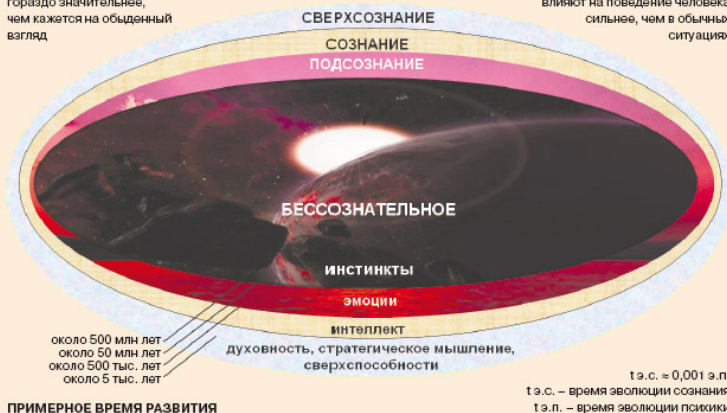 гораздо значительнее,
чем кажется на обыденный
взгляд
влияют на поведение человека
сильнее, чем в обычных
ситуациях
СВЕРХСОЗНАНИЕ
СОЗНАНИЕ
ПОДСОЗНАНИЕ
БЕССОЗНАТЕЛЬНОЕ
ИНСТИНКТЫ
ЭМОЦИИ
ИНТЕЛЛЕКТ
духовность, стратегическое мышление,
сверхспособности
около 500 млн лет
около 50 млн лет
около 500 тыс. лет
около 5 тыс. лет
ПРИМЕРНОЕ ВРЕМЯ РАЗВИТИЯ
t э.с. ≈ 0,001 э.п.
t э.с. – время эволюции сознания
t э.п. – время эволюции психики